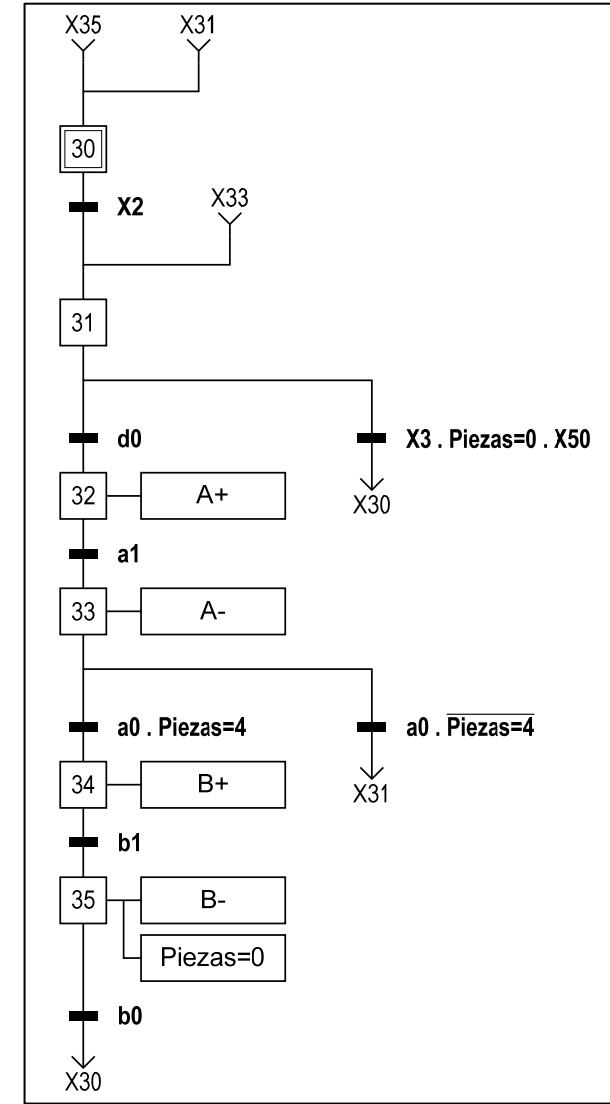 X35 X31
30
X2 X33
31
d0 X3 . Piezas=0 . X50
32 A+ X30
a1
33 A-
a0 . Piezas=4 a0 . Piezas=4
34 B+ X31
b1
35 B-
Piezas=0
b0
X30